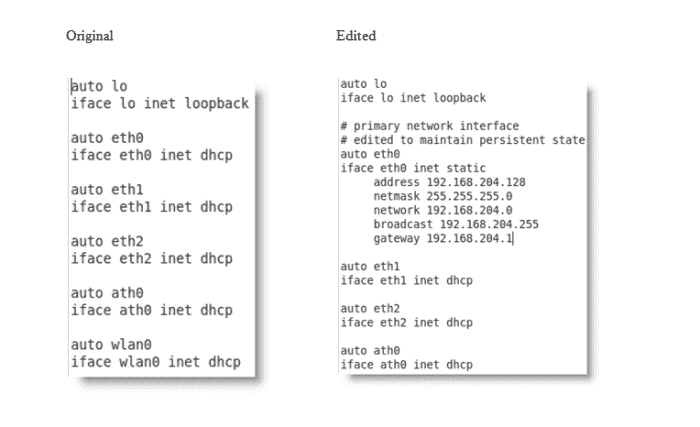 Original
auto lo
iface lo inet loopback
auto eth0
iface eth0 inet dhcp
auto eth1
iface eth1 inet dhcp
auto eth2
iface eth2 inet dhcp
auto ath0
iface ath0 inet dhcp
auto wlan0
iface wlan0 inet dhcp
Edited
auto lo
iface lo inet loopback
# primary network interface
# edited to maintain persistent state
auto eth0
iface eth0 inet static
address 192.168.204.128
netmask 255.255.255.0
network 192.168.204.0
broadcast 192.168.204.255
gateway 192.168.204.1
auto eth1
iface eth1 inet dhcp
auto eth2
iface eth2 inet dhcp
auto ath0
iface ath0 inet dhcp